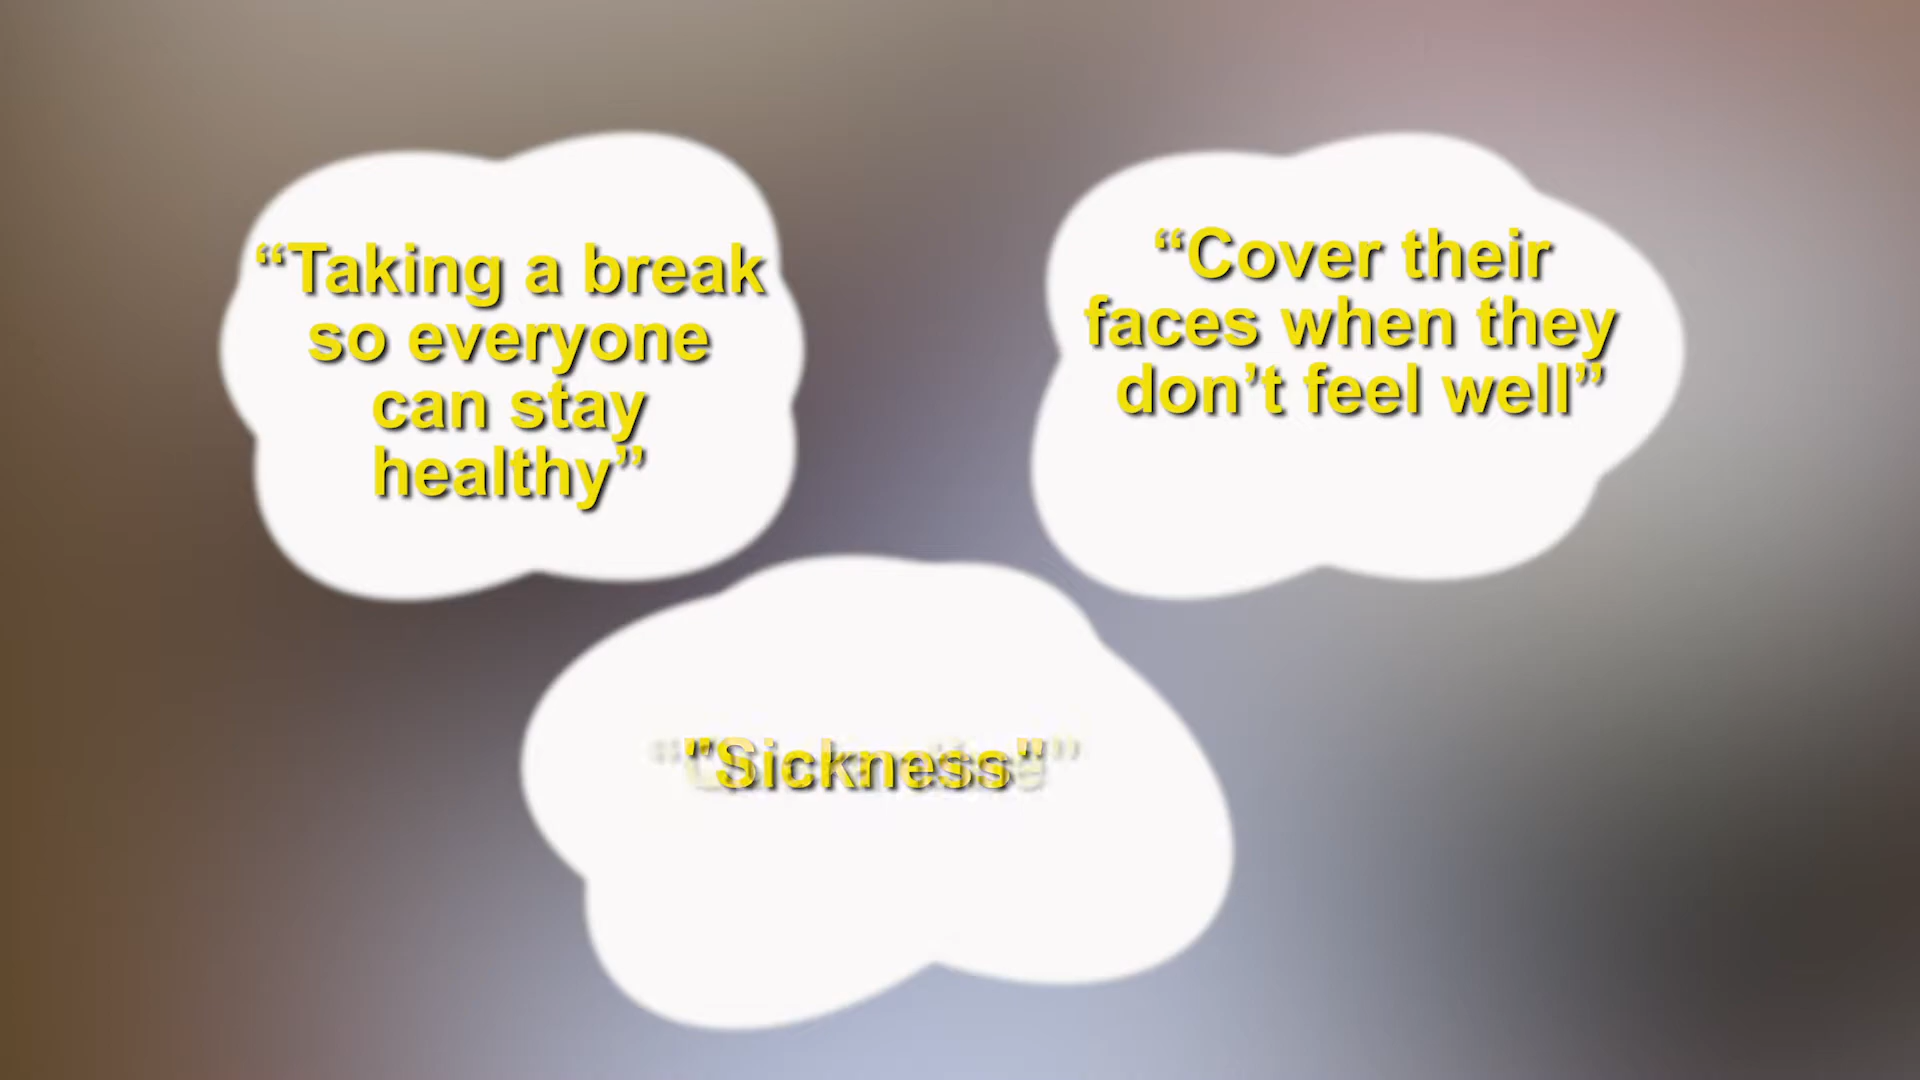 “Taking a break
so everyone
can stay
healthy”
“Cover their
faces when they
don’t feel well”
"Sickness"